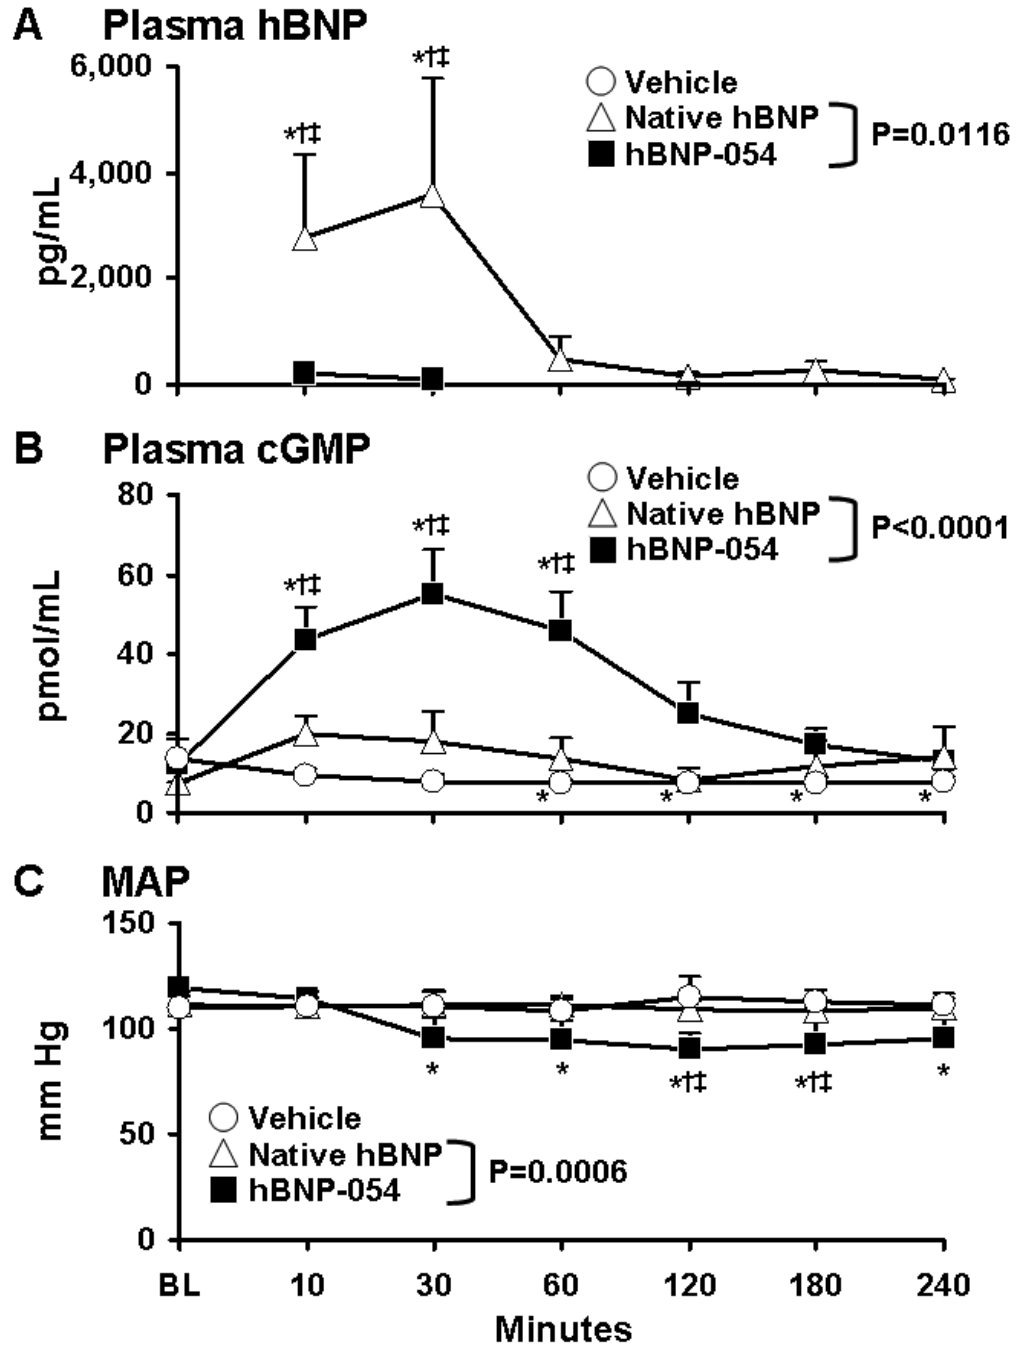 A Plasma hBNP
6,000
*†‡
Vehicle
*†‡
Native hBNP
P=0.0116
hBNP-054
4,000
pg/mL
2,000
0
B Plasma cGMP
Vehicle
80
Native hBNP
P<0.0001
*†‡
hBNP-054
*†‡
60
*†‡
pmol/mL
40
20
* * * *
0
C MAP
150
100
* * *†‡ *†‡ *
mm Hg
Vehicle
50
Native hBNP
P=0.0006
hBNP-054
0
BL 10 30 60 120 180 240
Minutes